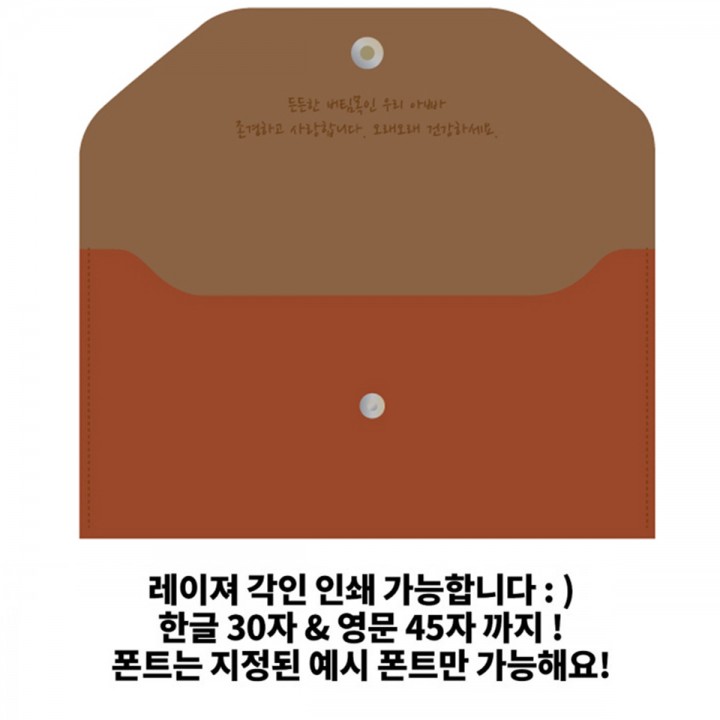 든든한 버팀목인 우리 아빠
존경하고 사랑합니다. 오래오래 건강하세요.
레이져 각인 인쇄 가능합니다 : )
한글 30자 & 영문 45자 까지 !
폰트는 지정된 예시 폰트만 가능해요!